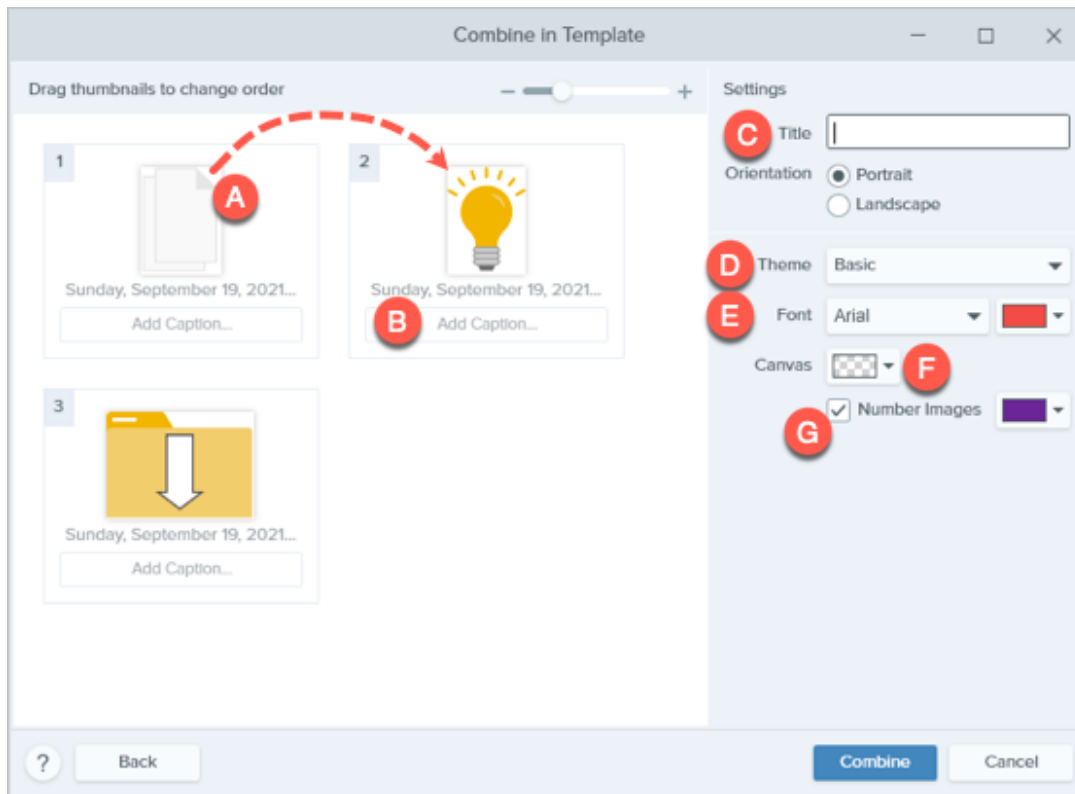 Combine in Template
Drag thumbnails to change order
Settings
C Title
Orientation Portrait
Landscape
1
A
Sunday, September 19, 2021...
Add Caption...
2
Sunday, September 19, 2021...
B Add Caption...
D Theme Basic
E Font Arial
Canvas F
G Number Images
3
Sunday, September 19, 2021...
Add Caption...
? Back Combine Cancel